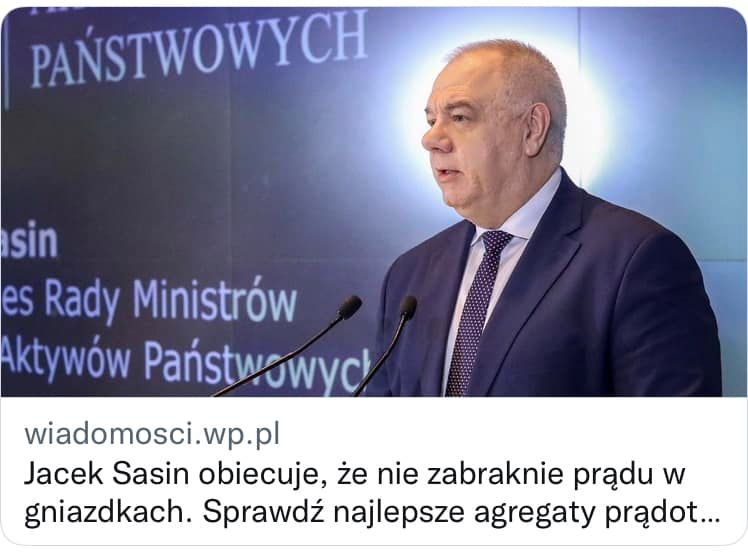 PAŃSTWOWYCH
asin
es Rady Ministrów
Aktywów Państwowych
wiadomosci.wp.pl
Jacek Sasin obiecuje, że nie zabraknie prądu w
gniazdkach. Sprawdź najlepsze agregaty prądot...